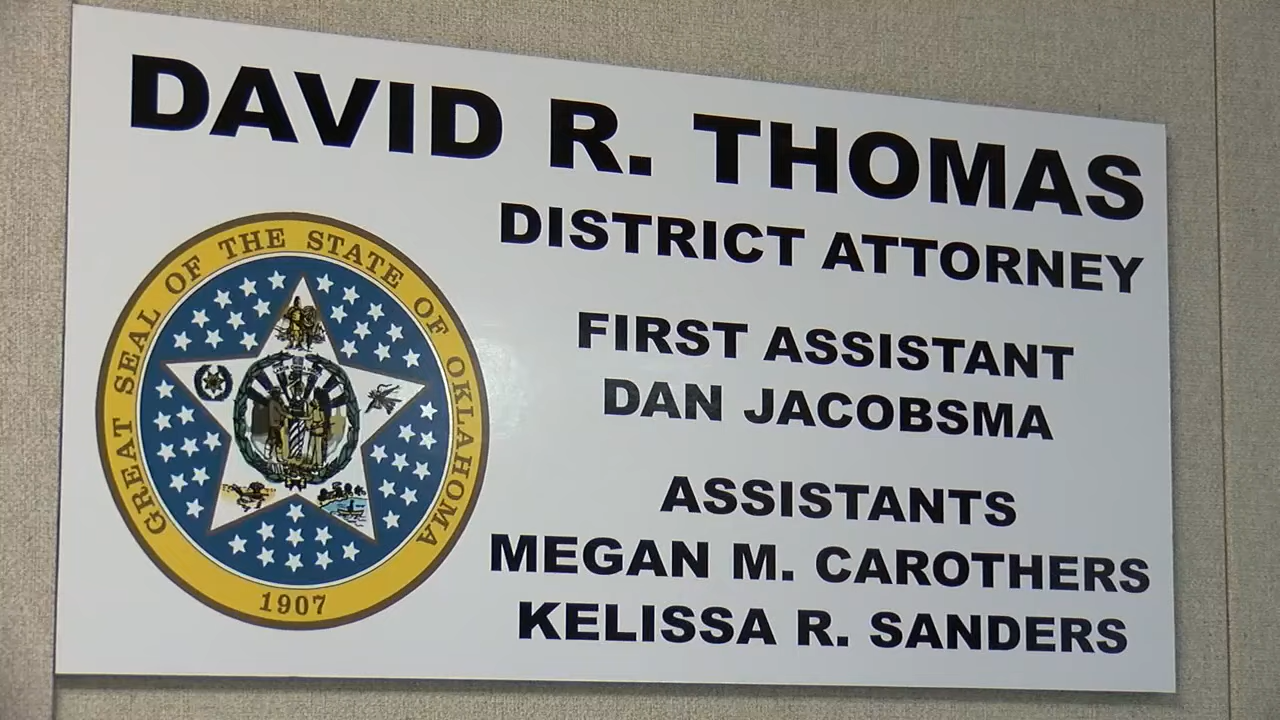 DAVID R. THOMAS
DISTRICT ATTORNEY
FIRST ASSISTANT
DAN JACOBSMA
ASSISTANTS
MEGAN M. CAROTHERS
KELISSA R. SANDERS
GREAT SEAL OF THE STATE OF OKLAHOMA
1907